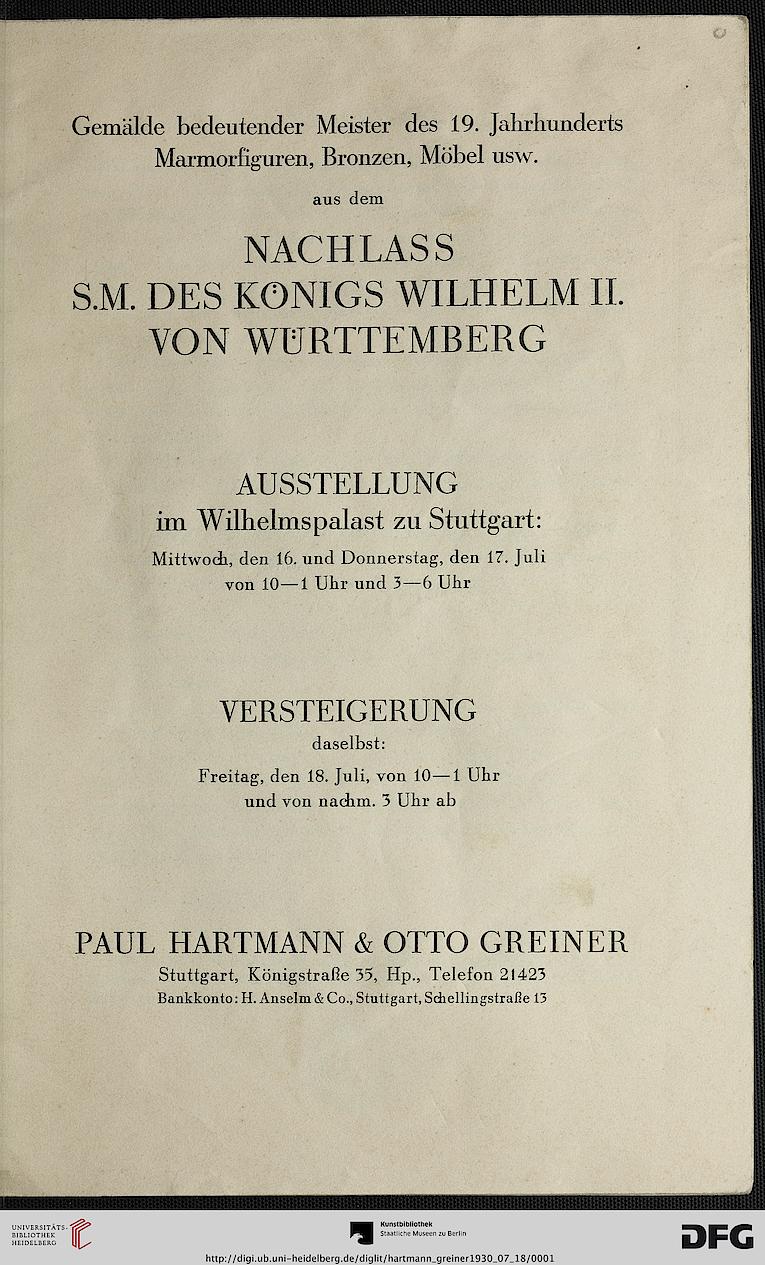 Gemälde bedeutender Meister des 19. Jahrhunderts
Marmorfiguren, Bronzen, Möbel usw.
aus dem
NACHLASS
S.M. DES KÖNIGS WILHELM II.
VON WÜRTTEMBERG
AUSSTELLUNG
im Wilhelmspalast zu Stuttgart:
Mittwoch, den 16. und Donnerstag, den 17. Juli
von 10—1 Uhr und 3—6 Uhr
VERSTEIGERUNG
daselbst:
Freitag, den 18. Juli, von 10—1 Uhr
und von nachm. 3 Uhr ab
PAUL HARTMANN & OTTO GREINER
Stuttgart, Königstraße 35, Hp., Telefon 21423
Bankkonto: H. Anselm & Co., Stuttgart, Schellingstraße 13
UNIVERSITÄTS-
BIBLIOTHEK
HEIDELBERG
Kunstbibliothek
Staatliche Museen zu Berlin
DFG
http://digi.ub.uni-heidelberg.de/diglit/hartmann_greiner1930_07_18/0001